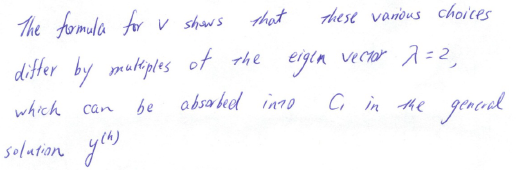 The formula for v shows that these various choices
differ by multiples of the eigen vector λ = 2,
which can be absorbed into C₁ in the general
solution y⁽ʰ⁾